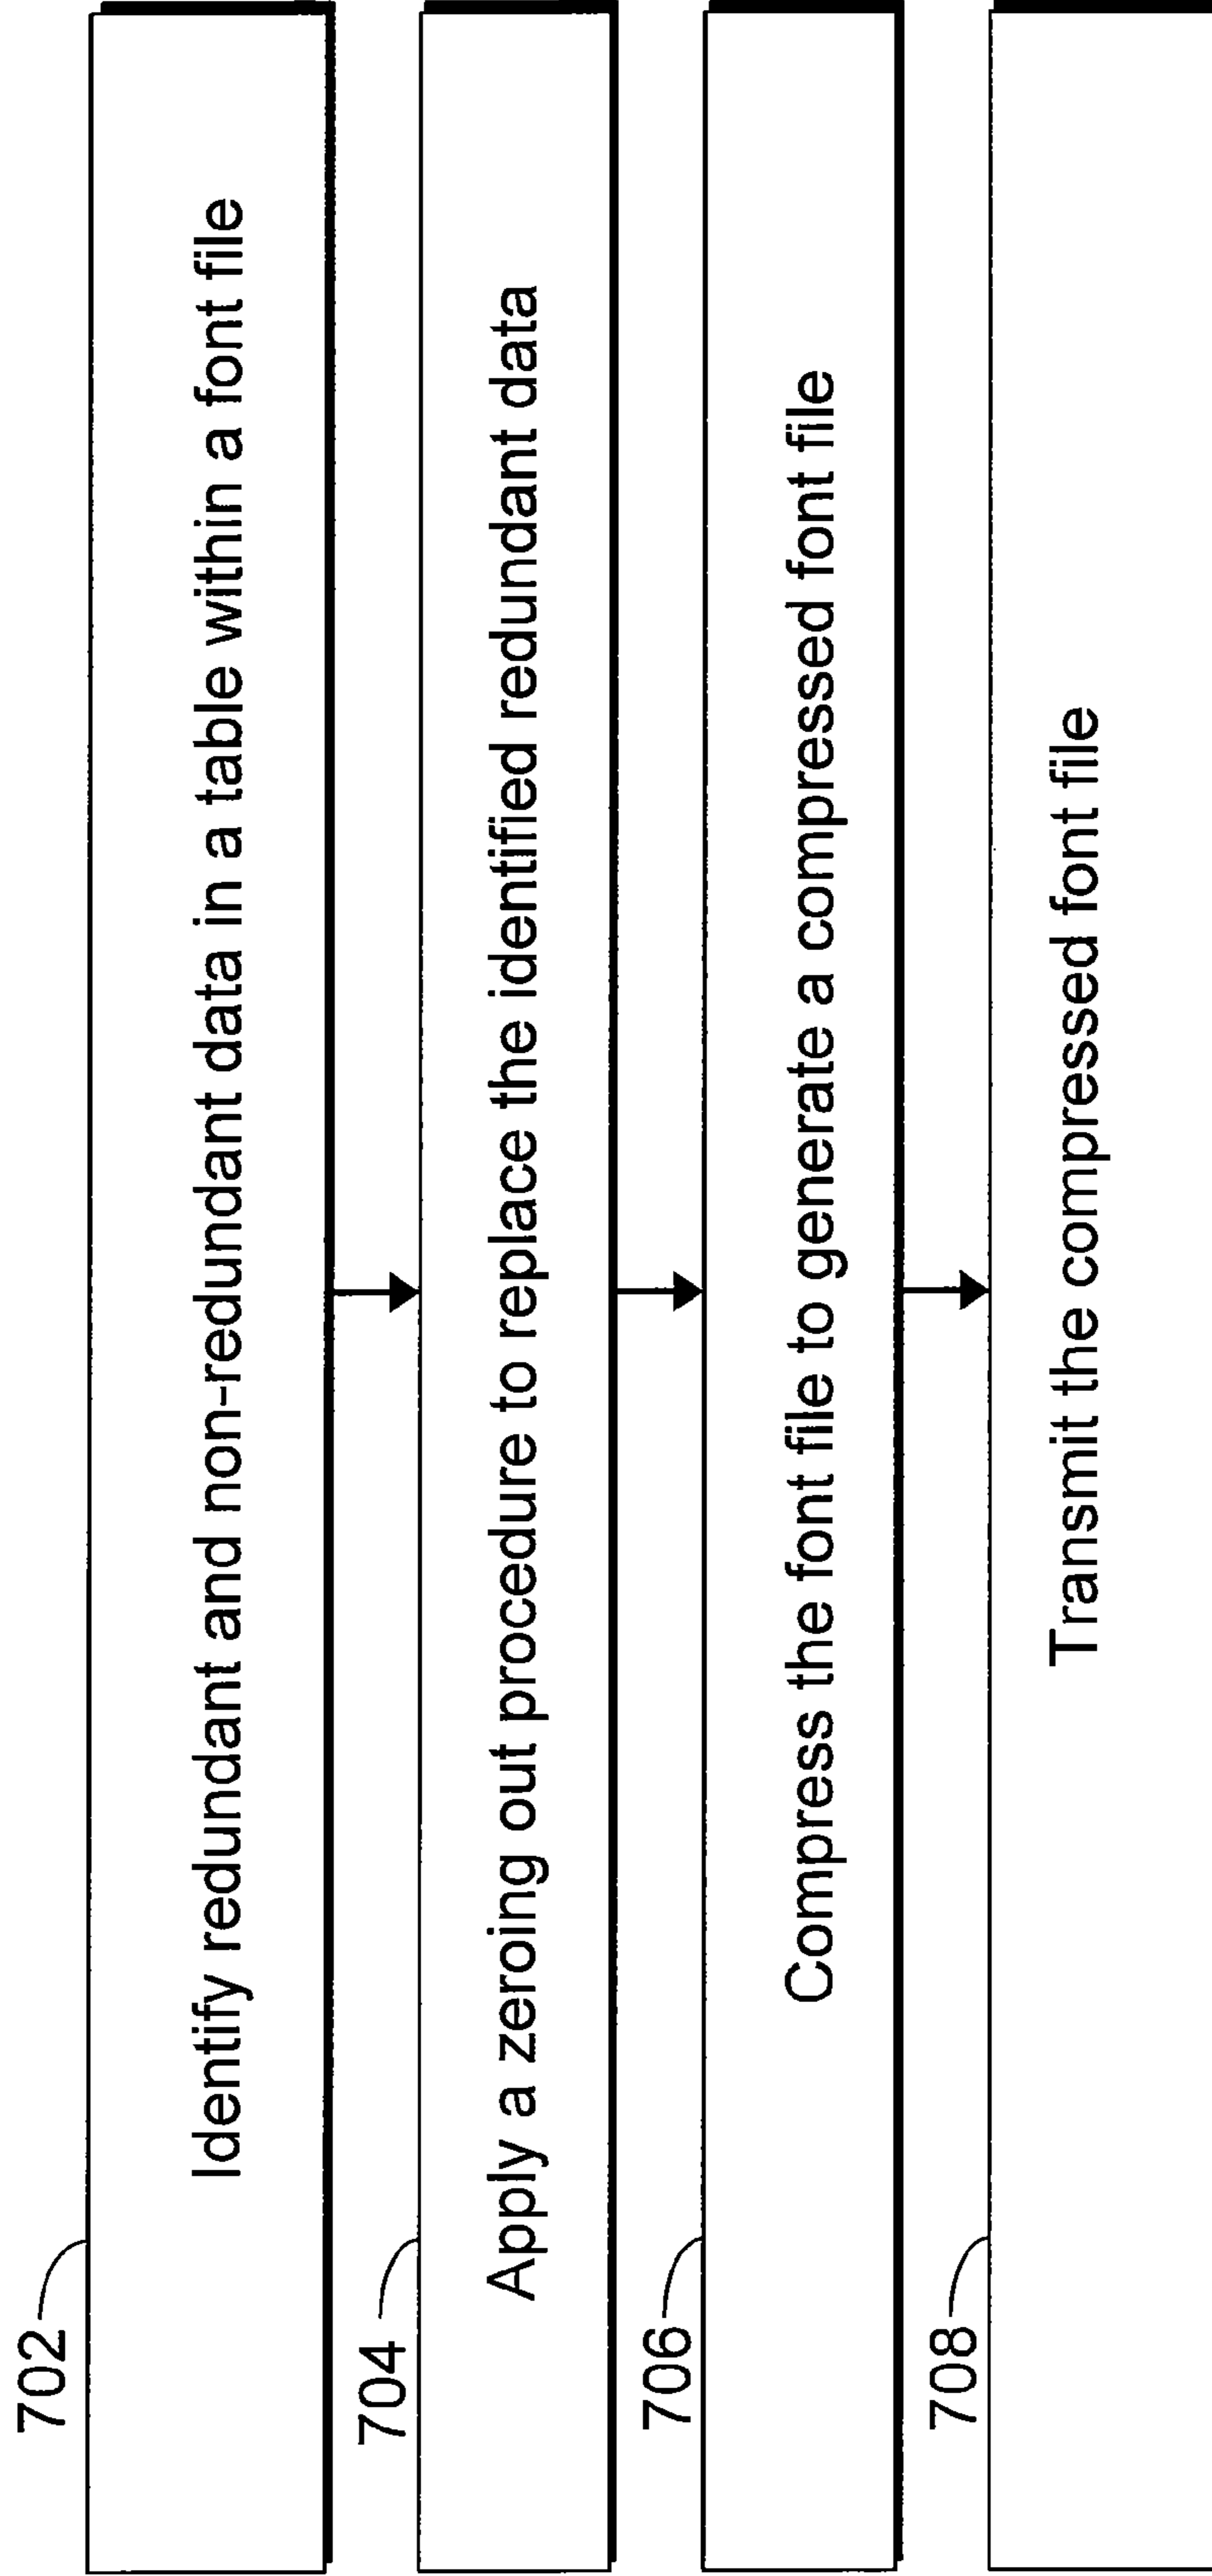 702
Identify redundant and non-redundant data in a table within a font file
704
Apply a zeroing out procedure to replace the identified redundant data
706
Compress the font file to generate a compressed font file
708
Transmit the compressed font file